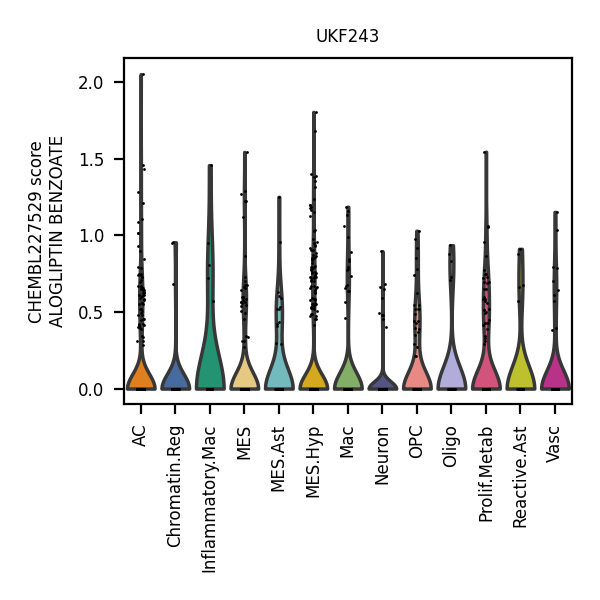 UKF243
CHEMBL227529 score
ALOGLIPTIN BENZOATE
2.0
1.5
1.0
0.5
0.0
AC
Chromatin.Reg
Inflammatory.Mac
MES
MES.Ast
MES.Hyp
Mac
Neuron
OPC
Oligo
Prolif.Metab
Reactive.Ast
Vasc